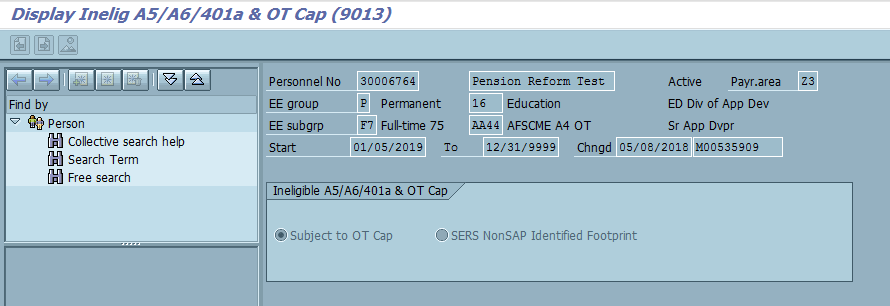 Display Inelig A5/A6/401a & OT Cap (9013)
Find by
Person
Collective search help
Search Term
Free search
Personnel No 30006764 Pension Reform Test Active Payr.area Z3
EE group P Permanent 16 Education ED Div of App Dev
EE subgrp F7 Full-time 75 AA44 AFSCME A4 OT Sr App Dvpr
Start 01/05/2019 To 12/31/9999 Chngd 05/08/2018 M00535909
Ineligible A5/A6/401a & OT Cap
Subject to OT Cap SERS NonSAP Identified Footprint